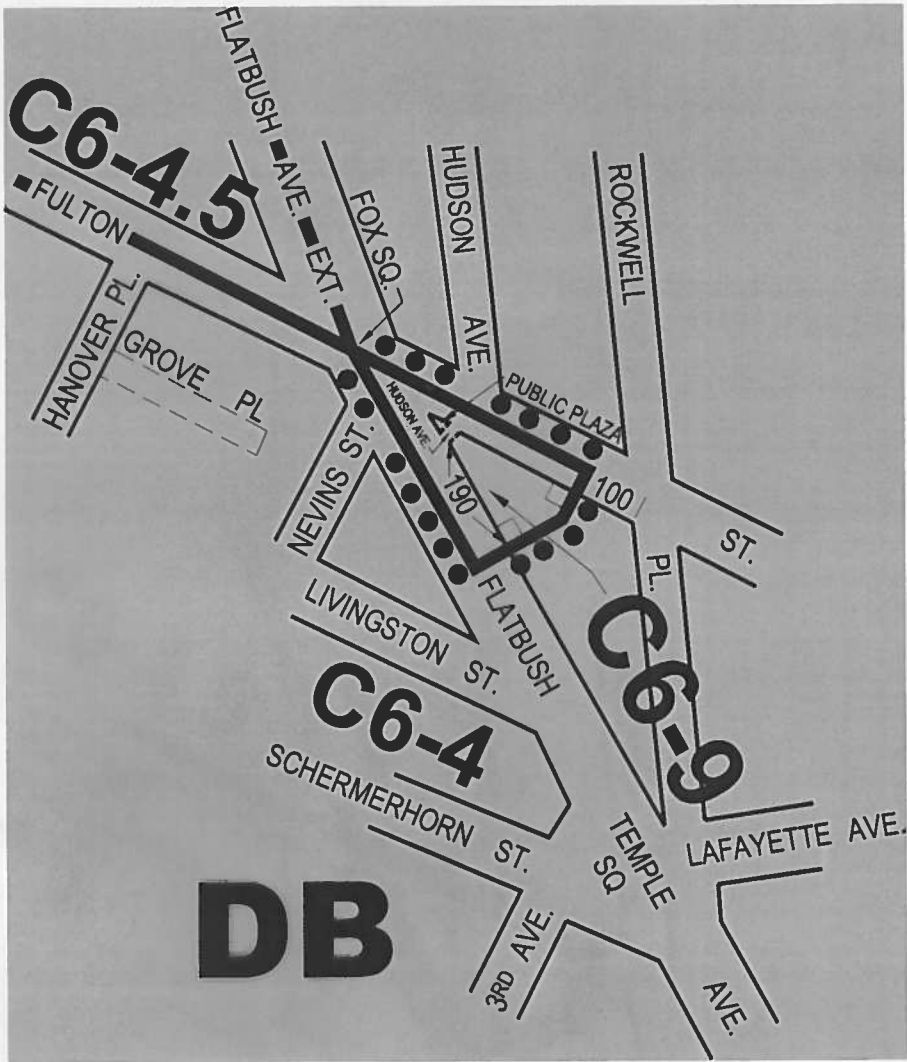 FLATBUSH AVE. EXT.
C6-4.5
FULTON
FOX SQ.
HUDSON AVE.
ROCKWELL
HANOVER PL.
GROVE PL
PUBLIC PLAZA
HUDSON AVE.
4
190
100
NEVINS ST.
ST.
PL.
LIVINGSTON ST.
FLATBUSH
C6-9
C6-4
SCHERMERHORN ST.
TEMPLE SQ
LAFAYETTE AVE.
DB
3RD AVE.
AVE.